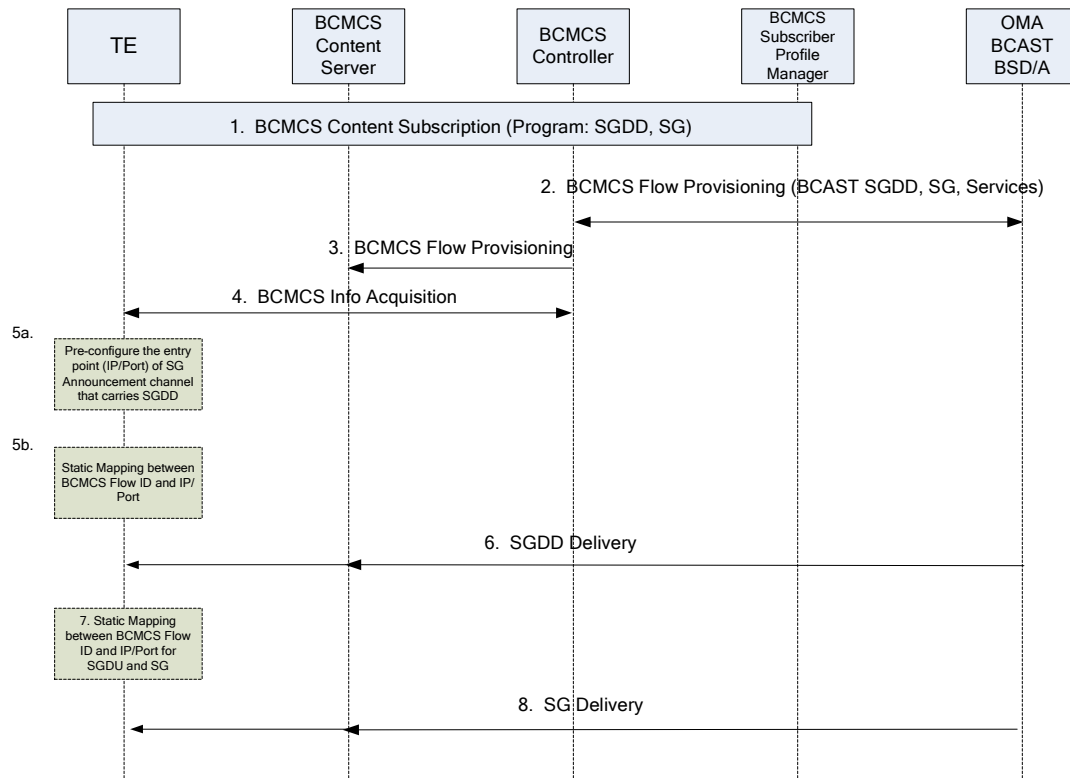 TE
BCMCS
Content
Server
BCMCS
Controller
BCMCS
Subscriber
Profile
Manager
OMA
BCAST
BSD/A
1. BCMCS Content Subscription (Program: SGDD, SG)
2. BCMCS Flow Provisioning (BCAST SGDD, SG, Services)
3. BCMCS Flow Provisioning
4. BCMCS Info Acquisition
5a.
Pre-configure the entry
point (IP/Port) of SG
Announcement channel
that carries SGDD
5b.
Static Mapping between
BCMCS Flow ID and IP/
Port
6. SGDD Delivery
7. Static Mapping
between BCMCS Flow
ID and IP/Port for
SGDU and SG
8. SG Delivery